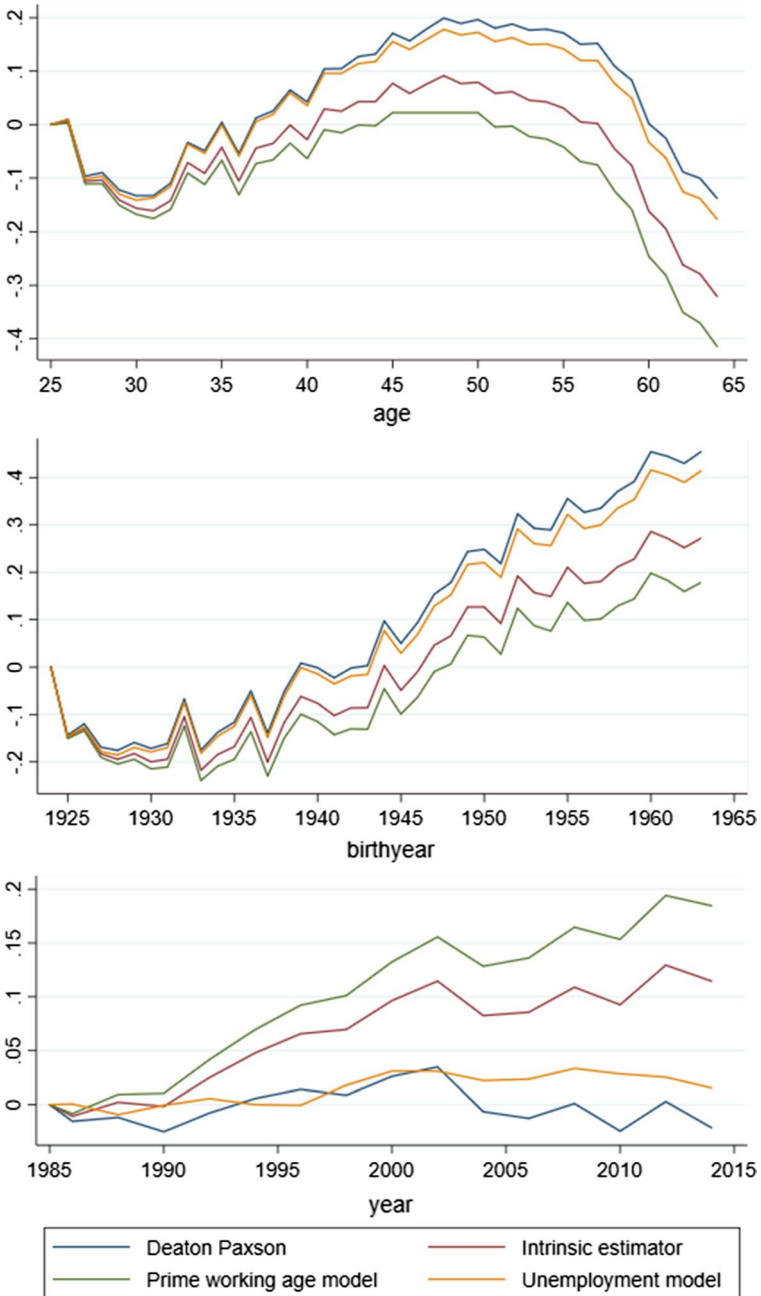 .2
.1
0
-.1
-.2
-.3
-.4
25 30 35 40 45 50 55 60 65
age
.4
.3
.2
.1
0
-.1
-.2
1925 1930 1935 1940 1945 1950 1955 1960 1965
birthyear
.2
.15
.1
.05
0
1985 1990 1995 2000 2005 2010 2015
year
Deaton Paxson Intrinsic estimator
Prime working age model Unemployment model